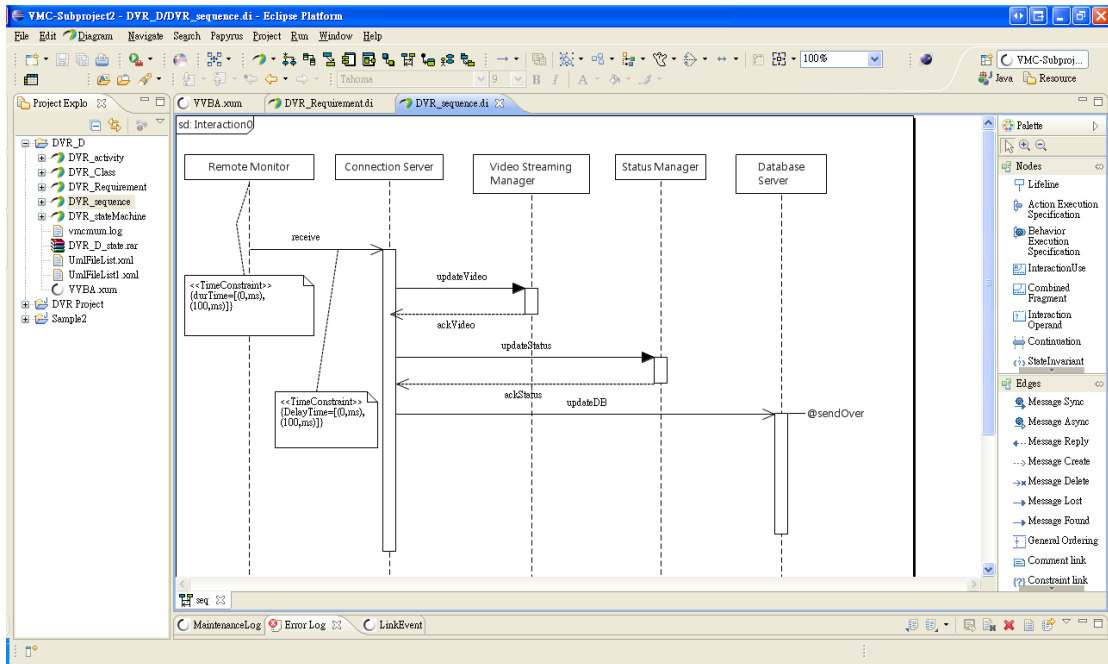 VMC-Subproject2 - DVR_D/DVR_sequence.di - Eclipse Platform
File Edit Diagram Navigate Search Papyrus Project Run Window Help
100%
VMC-Subproj...
Tahoma
9
B I A
Java Resource
Project Explo
VVBA.xum
DVR_Requirement.di
DVR_sequence.di
DVR_D
DVR_activity
DVR_Class
DVR_Requirement
DVR_sequence
DVR_stateMachine
vmcmum.log
DVR_D_state.rar
UmlFileList.xml
UmlFileList1.xml
VVBA.xum
DVR Project
Sample2
sd: Interaction0
Remote Monitor
Connection Server
Video Streaming
Manager
Status Manager
Database
Server
receive
<<TimeConstraint>>
{durTime=[(0,ms),
(100,ms)]}
updateVideo
ackVideo
updateStatus
ackStatus
<<TimeConstraint>>
{DelayTime=[(0,ms),
(100,ms)]}
updateDB
@sendOver
seq
Palette
Nodes
Lifeline
Action Execution
Specification
Behavior
Execution
Specification
InteractionUse
Combined
Fragment
Interaction
Operand
Continuation
StateInvariant
Edges
Message Sync
Message Async
Message Reply
Message Create
Message Delete
Message Lost
Message Found
General Ordering
Comment link
Constraint link
MaintenanceLog
Error Log
LinkEvent